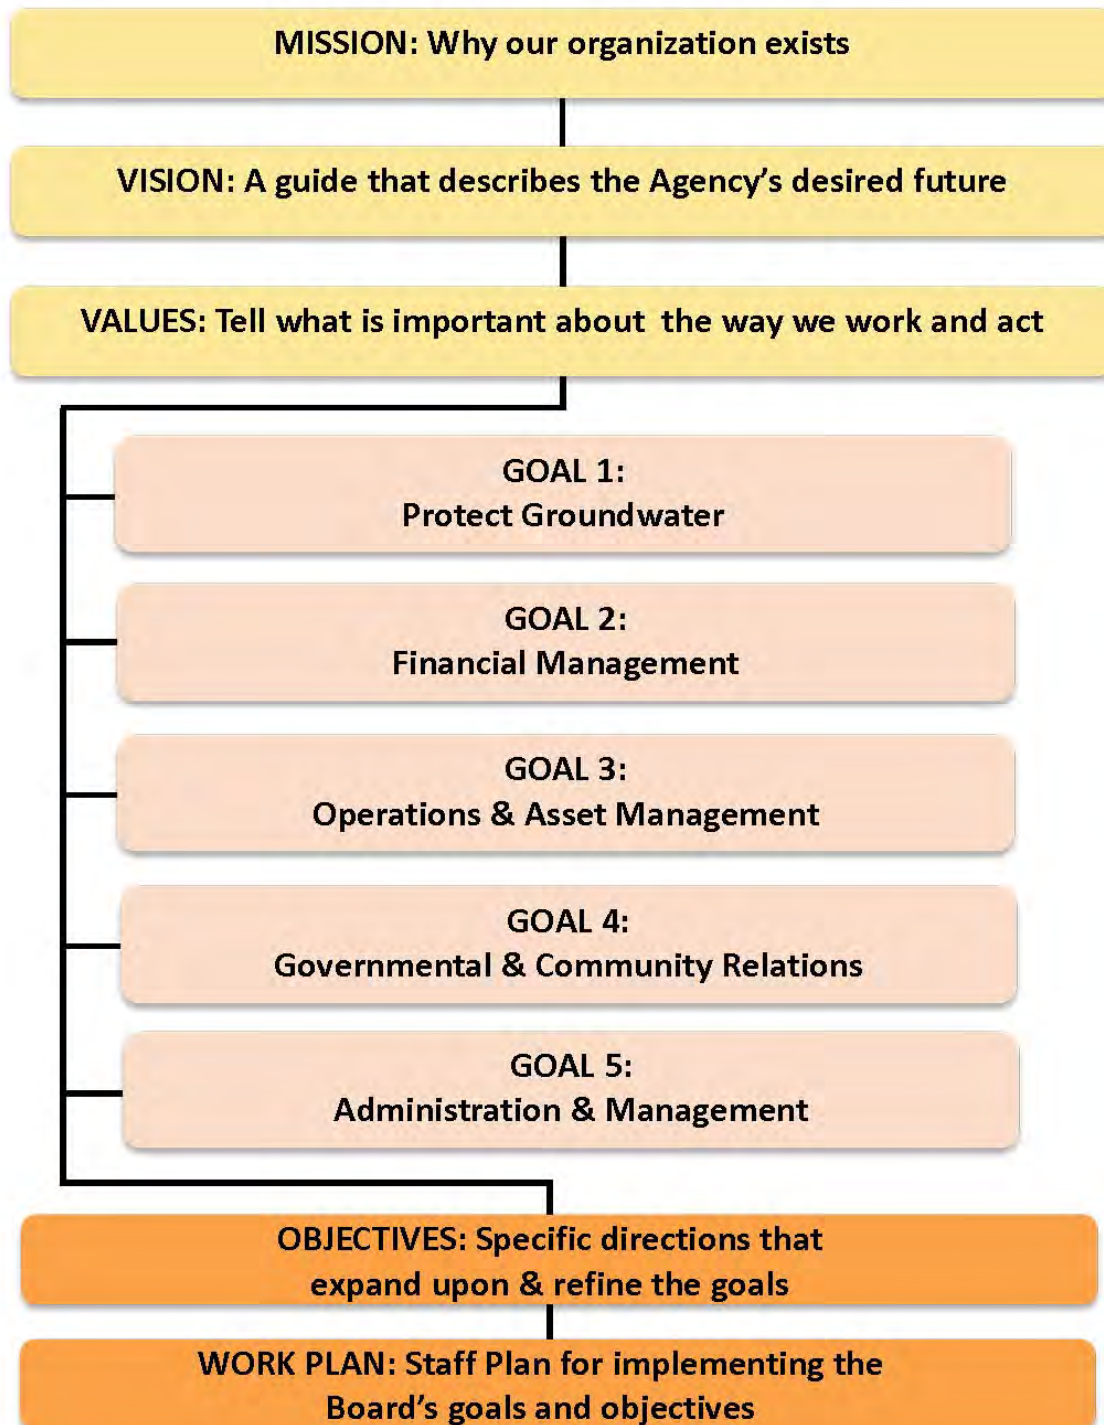 MISSION: Why our organization exists
VISION: A guide that describes the Agency's desired future
VALUES: Tell what is important about the way we work and act
GOAL 1:
Protect Groundwater
GOAL 2:
Financial Management
GOAL 3:
Operations & Asset Management
GOAL 4:
Governmental & Community Relations
GOAL 5:
Administration & Management
OBJECTIVES: Specific directions that
expand upon & refine the goals
WORK PLAN: Staff Plan for implementing the
Board's goals and objectives